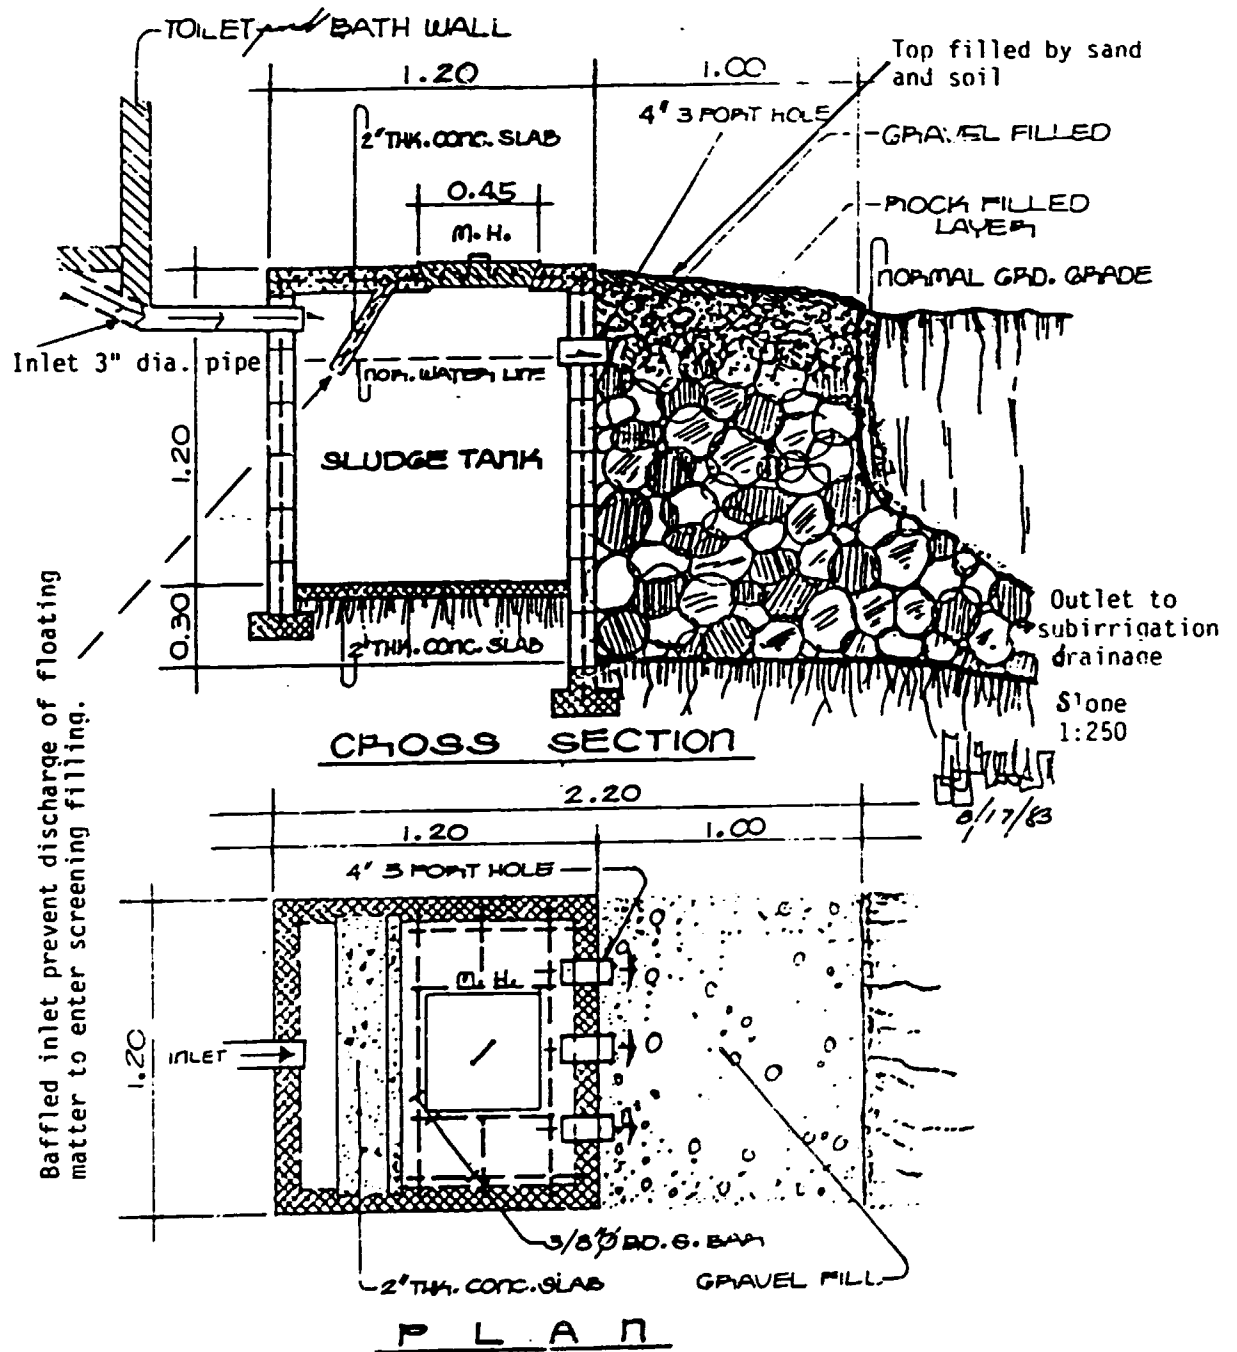 TOILET and BATH WALL
1.20
1.00
Top filled by sand
and soil
4" 3 PORT HOLE
2" THK. CONC. SLAB
GRAVEL FILLED
0.45
M.H.
ROCK FILLED
LAYER
NORMAL GRD. GRADE
Inlet 3" dia. pipe
NOR. WATER LINE
1.20
SLUDGE TANK
0.30
2" THK. CONC. SLAB
Outlet to
subirrigation
drainage
Slope
1:250
Baffled inlet prevent discharge of floating
matter to enter screening filling.
CROSS SECTION
8/17/83
2.20
1.20
1.00
4" 3 PORT HOLE
M.H.
1.20
INLET
3/8"Ø RD. S. BAR
2" THK. CONC. SLAB
GRAVEL FILL
PLAN